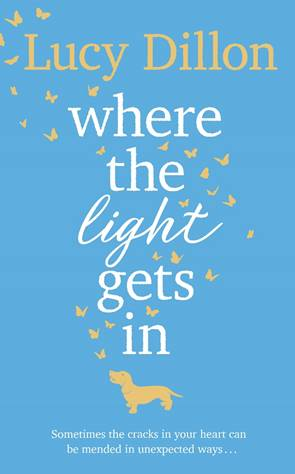 Lucy Dillon
where
the
light
gets
in
Sometimes the cracks in your heart can
be mended in unexpected ways...